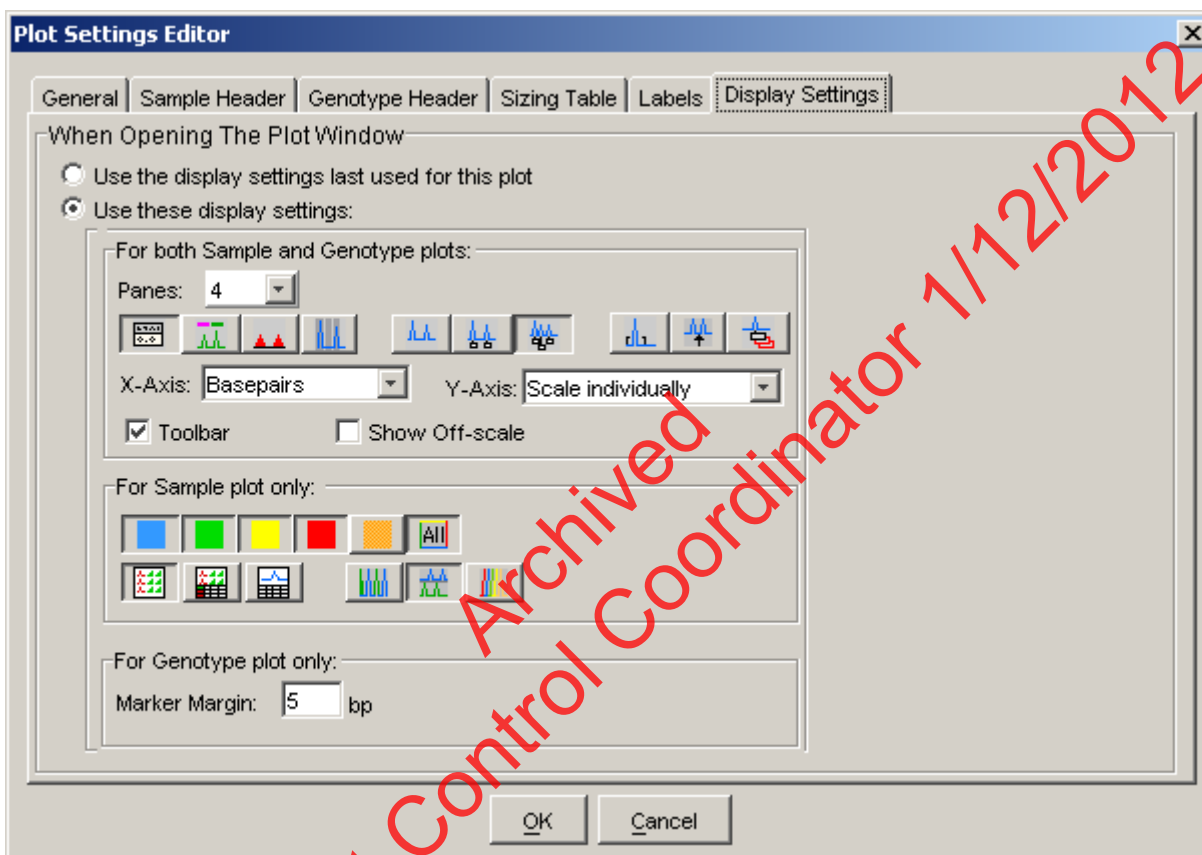 Plot Settings Editor
General Sample Header Genotype Header Sizing Table Labels Display Settings
When Opening The Plot Window
Use the display settings last used for this plot
Use these display settings:
For both Sample and Genotype plots:
Panes: 4
X-Axis: Basepairs Y-Axis: Scale individually
Toolbar Show Off-scale
For Sample plot only:
All
For Genotype plot only:
Marker Margin: 5 bp
OK Cancel
Archived
Control Coordinator 1/12/2012